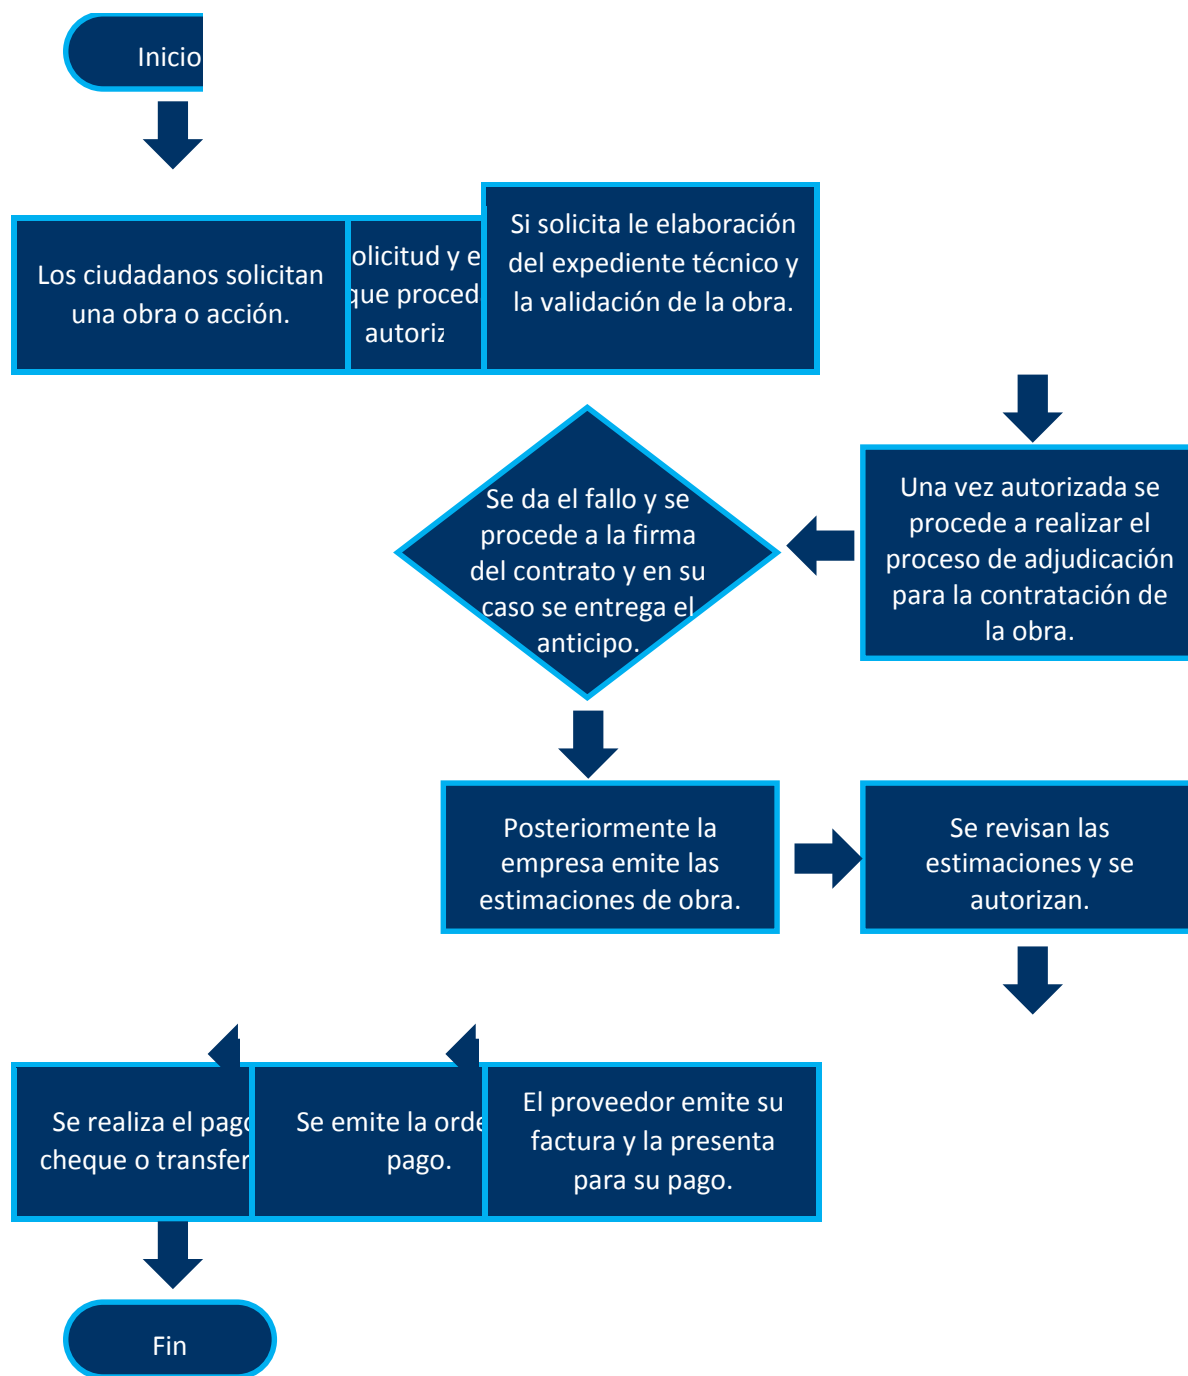 Inicio
Los ciudadanos solicitan
una obra o acción.
olicitud y e
que proced
autoriz
Si solicita le elaboración
del expediente técnico y
la validación de la obra.
Una vez autorizada se
procede a realizar el
proceso de adjudicación
para la contratación de
la obra.
Se da el fallo y se
procede a la firma
del contrato y en su
caso se entrega el
anticipo.
Posteriormente la
empresa emite las
estimaciones de obra.
Se revisan las
estimaciones y se
autorizan.
El proveedor emite su
factura y la presenta
para su pago.
Se emite la orde
pago.
Se realiza el pago
cheque o transfer
Fin